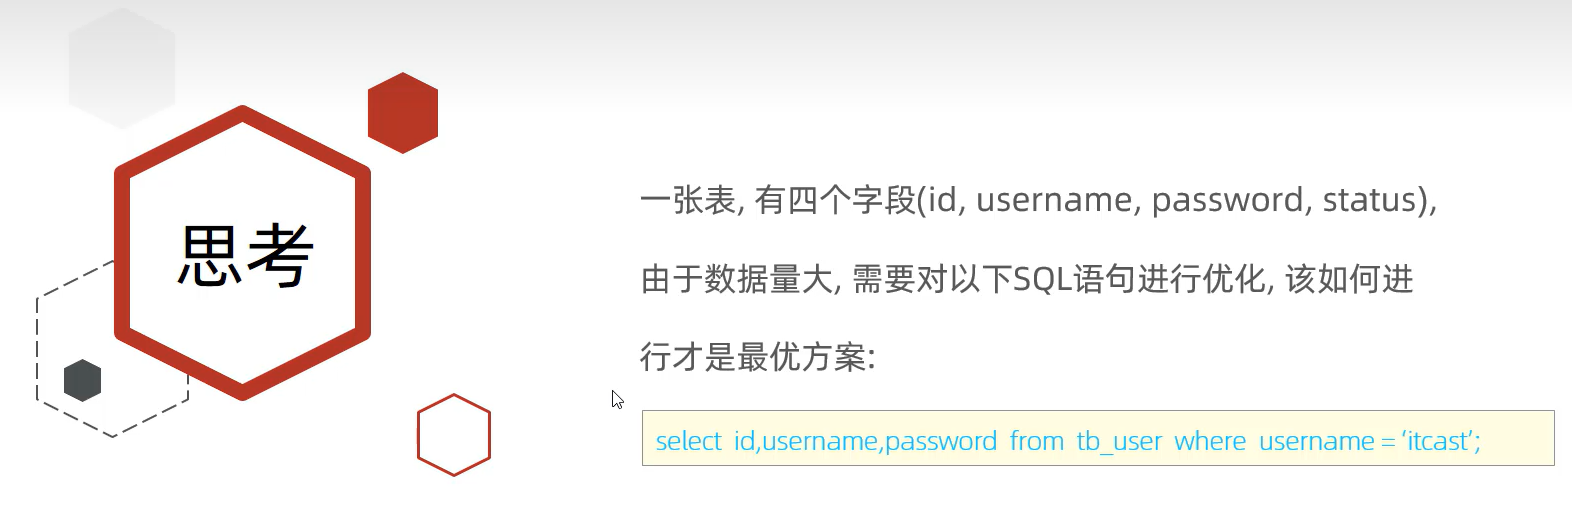 思考
一张表, 有四个字段(id, username, password, status),
由于数据量大, 需要对以下SQL语句进行优化, 该如何进
行才是最优方案:
select id,username,password from tb_user where username = ‘itcast’;